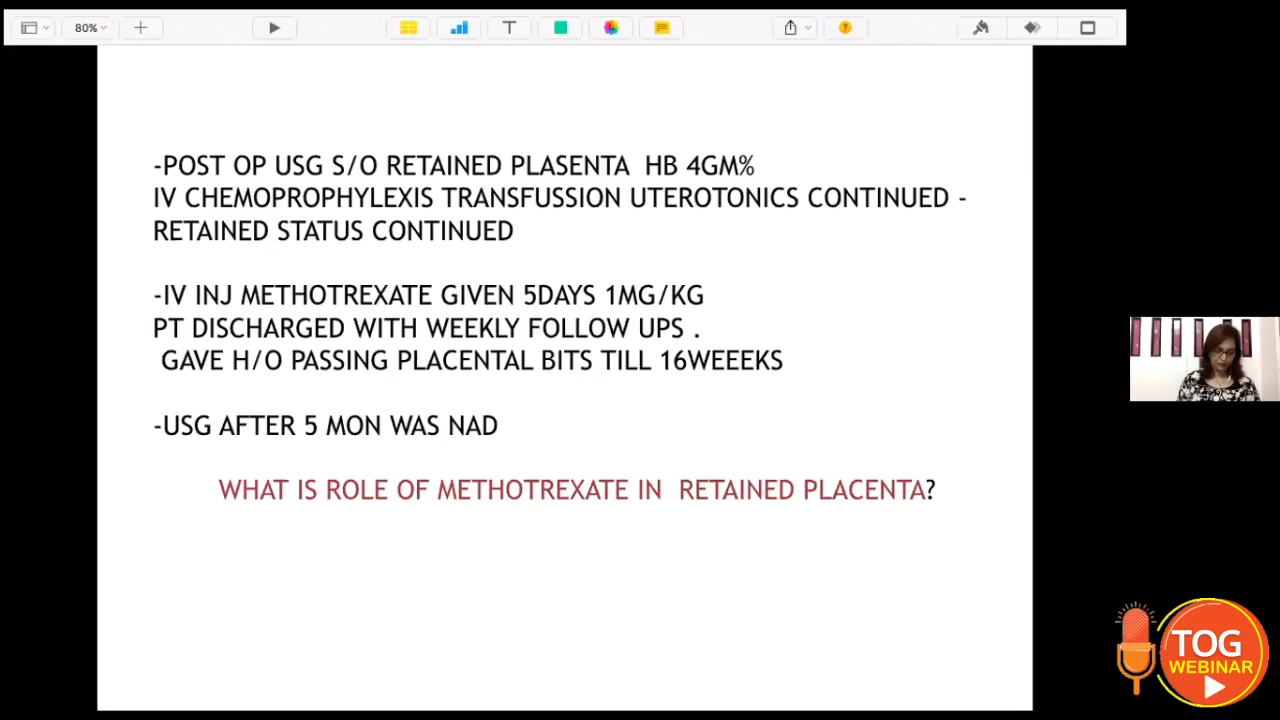 80%
-POST OP USG S/O RETAINED PLASENTA HB 4GM%
IV CHEMOPROPHYLEXIS TRANSFUSSION UTEROTONICS CONTINUED -
RETAINED STATUS CONTINUED
-IV INJ METHOTREXATE GIVEN 5DAYS 1MG/KG
PT DISCHARGED WITH WEEKLY FOLLOW UPS .
GAVE H/O PASSING PLACENTAL BITS TILL 16WEEEKS
-USG AFTER 5 MON WAS NAD
WHAT IS ROLE OF METHOTREXATE IN RETAINED PLACENTA?
TOG
WEBINAR